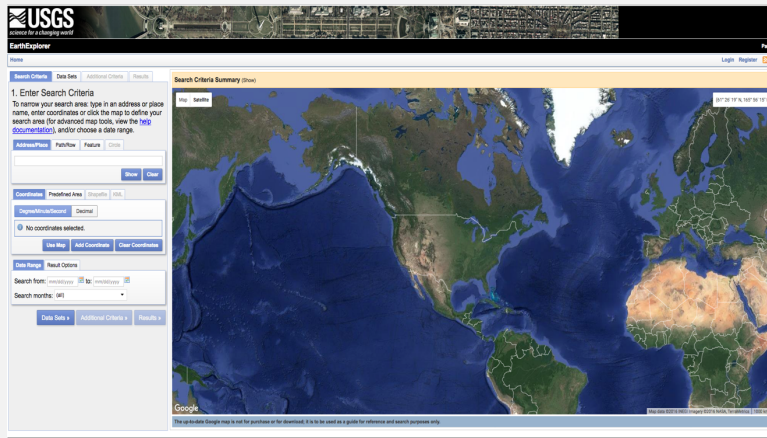 USGS
science for a changing world
EarthExplorer
Home
Login Register
Search Criteria Data Sets Additional Criteria Results
Search Criteria Summary (Show)
1. Enter Search Criteria
To narrow your search area: type in an address or place
name, enter coordinates or click the map to define your
search area (for advanced map tools, view the help
documentation), and/or choose a date range.
Address/Place Path/Row Feature Circle
Show Clear
Coordinates Predefined Area Shapefile KML
Degree/Minute/Second Decimal
No coordinates selected.
Use Map Add Coordinate Clear Coordinates
Date Range Result Options
Search from: mm/dd/yyyy to: mm/dd/yyyy
Search months: (all)
Data Sets » Additional Criteria » Results »
Map Satellite
Google
The up-to-date Google map is not for purchase or for download; it is to be used as a guide for reference and search purposes only.